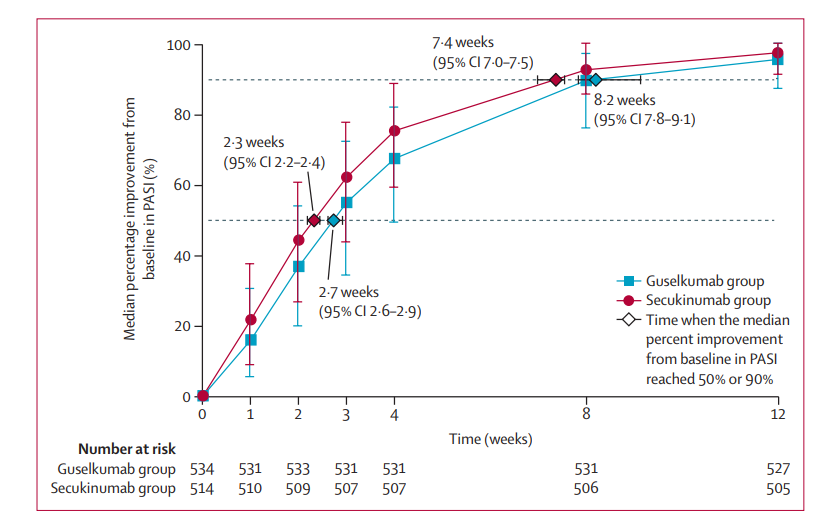 100
80
60
40
20
0
Median percentage improvement from
baseline in PASI (%)
7·4 weeks
(95% CI 7·0–7·5)
8·2 weeks
(95% CI 7·8–9·1)
2·3 weeks
(95% CI 2·2–2·4)
2·7 weeks
(95% CI 2·6–2·9)
Guselkumab group
Secukinumab group
Time when the median
percent improvement
from baseline in PASI
reached 50% or 90%
0 1 2 3 4 8 12
Time (weeks)
Number at risk
Guselkumab group 534 531 533 531 531 531 527
Secukinumab group 514 510 509 507 507 506 505